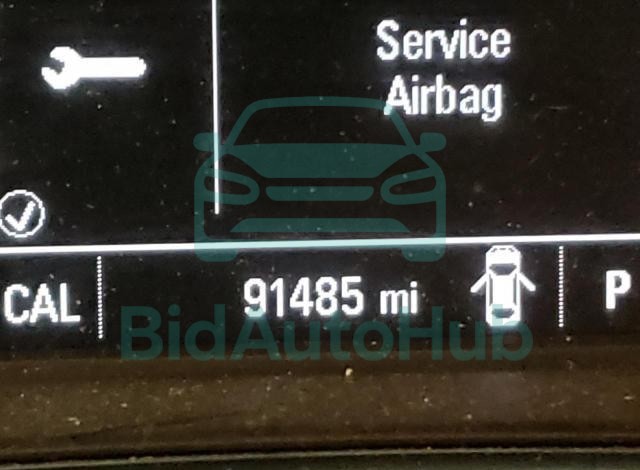 Service
Airbag
CAL
91485 mi
P
BidAutoHub